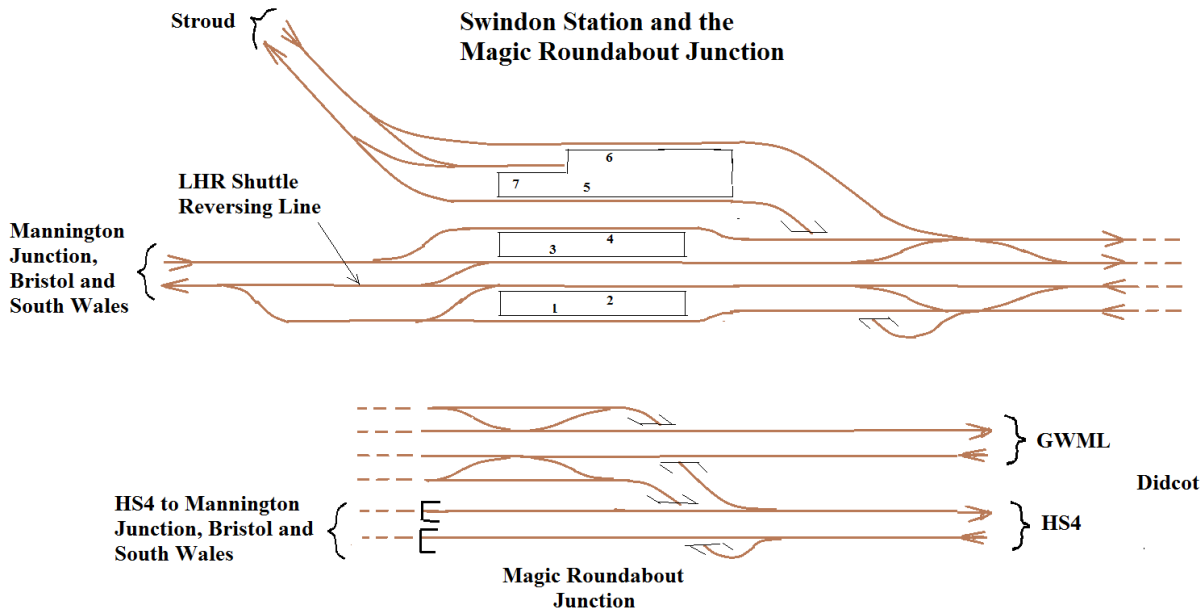 Swindon Station and the
Magic Roundabout Junction
Stroud
6
7
5
LHR Shuttle
Reversing Line
4
3
Mannington
Junction,
Bristol and
South Wales
2
1
GWML
Didcot
HS4 to Mannington
Junction, Bristol and
South Wales
HS4
Magic Roundabout
Junction